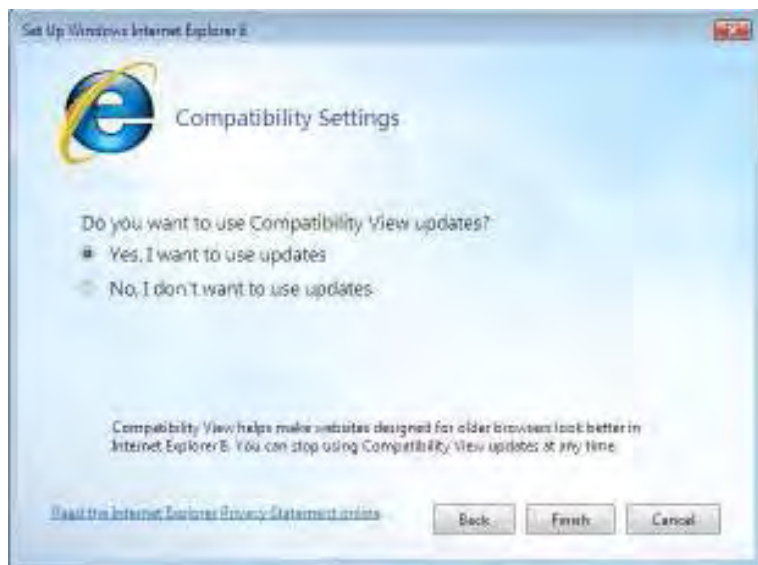 Set Up Windows Internet Explorer 8
Compatibility Settings
Do you want to use Compatibility View updates?
Yes, I want to use updates
No, I don't want to use updates
Compatibility View helps make websites designed for older browsers look better in
Internet Explorer 8. You can stop using Compatibility View updates at any time.
Read the Internet Explorer Privacy Statement online
Back
Finish
Cancel